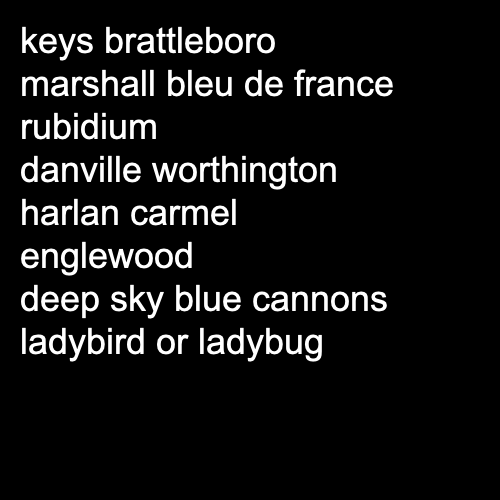 keys brattleboro
marshall bleu de france
rubidium
danville worthington
harlan carmel
englewood
deep sky blue cannons
ladybird or ladybug